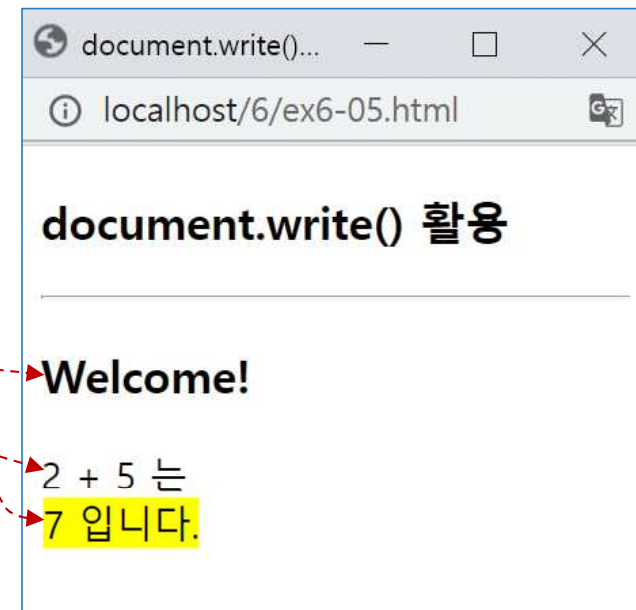 document.write()...
localhost/6/ex6-05.html
document.write() 활용
Welcome!
2 + 5 는
7 입니다.